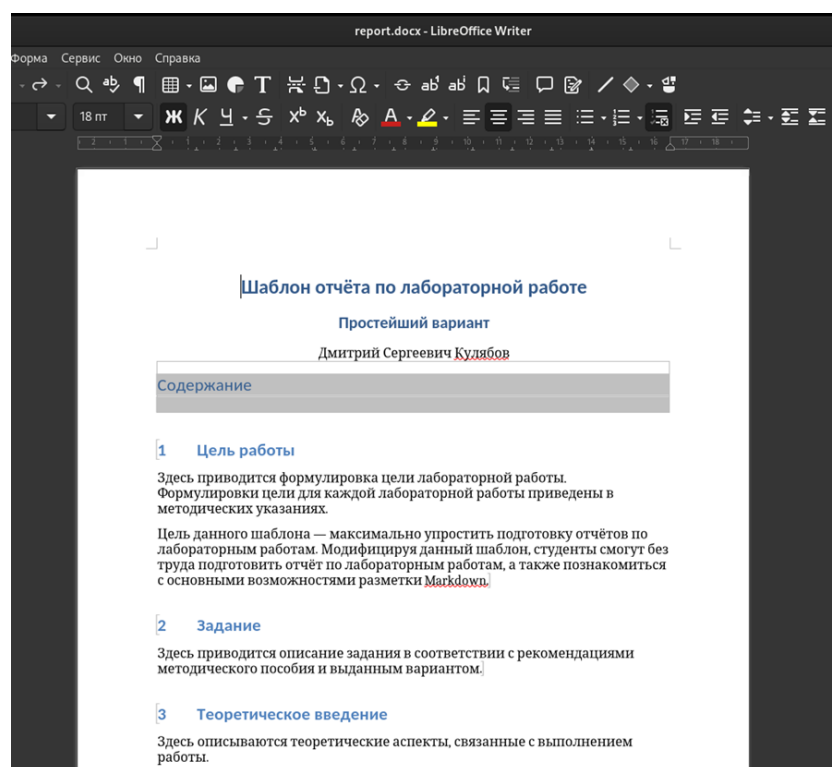 report.docx - LibreOffice Writer
Форма Сервис Окно Справка
18 пт
Шаблон отчёта по лабораторной работе
Простейший вариант
Дмитрий Сергеевич Кулябов
Содержание
1 Цель работы
Здесь приводится формулировка цели лабораторной работы.
Формулировки цели для каждой лабораторной работы приведены в
методических указаниях.
Цель данного шаблона — максимально упростить подготовку отчётов по
лабораторным работам. Модифицируя данный шаблон, студенты смогут без
труда подготовить отчёт по лабораторным работам, а также познакомиться
с основными возможностями разметки Markdown.
2 Задание
Здесь приводится описание задания в соответствии с рекомендациями
методического пособия и выданным вариантом.
3 Теоретическое введение
Здесь описываются теоретические аспекты, связанные с выполнением
работы.